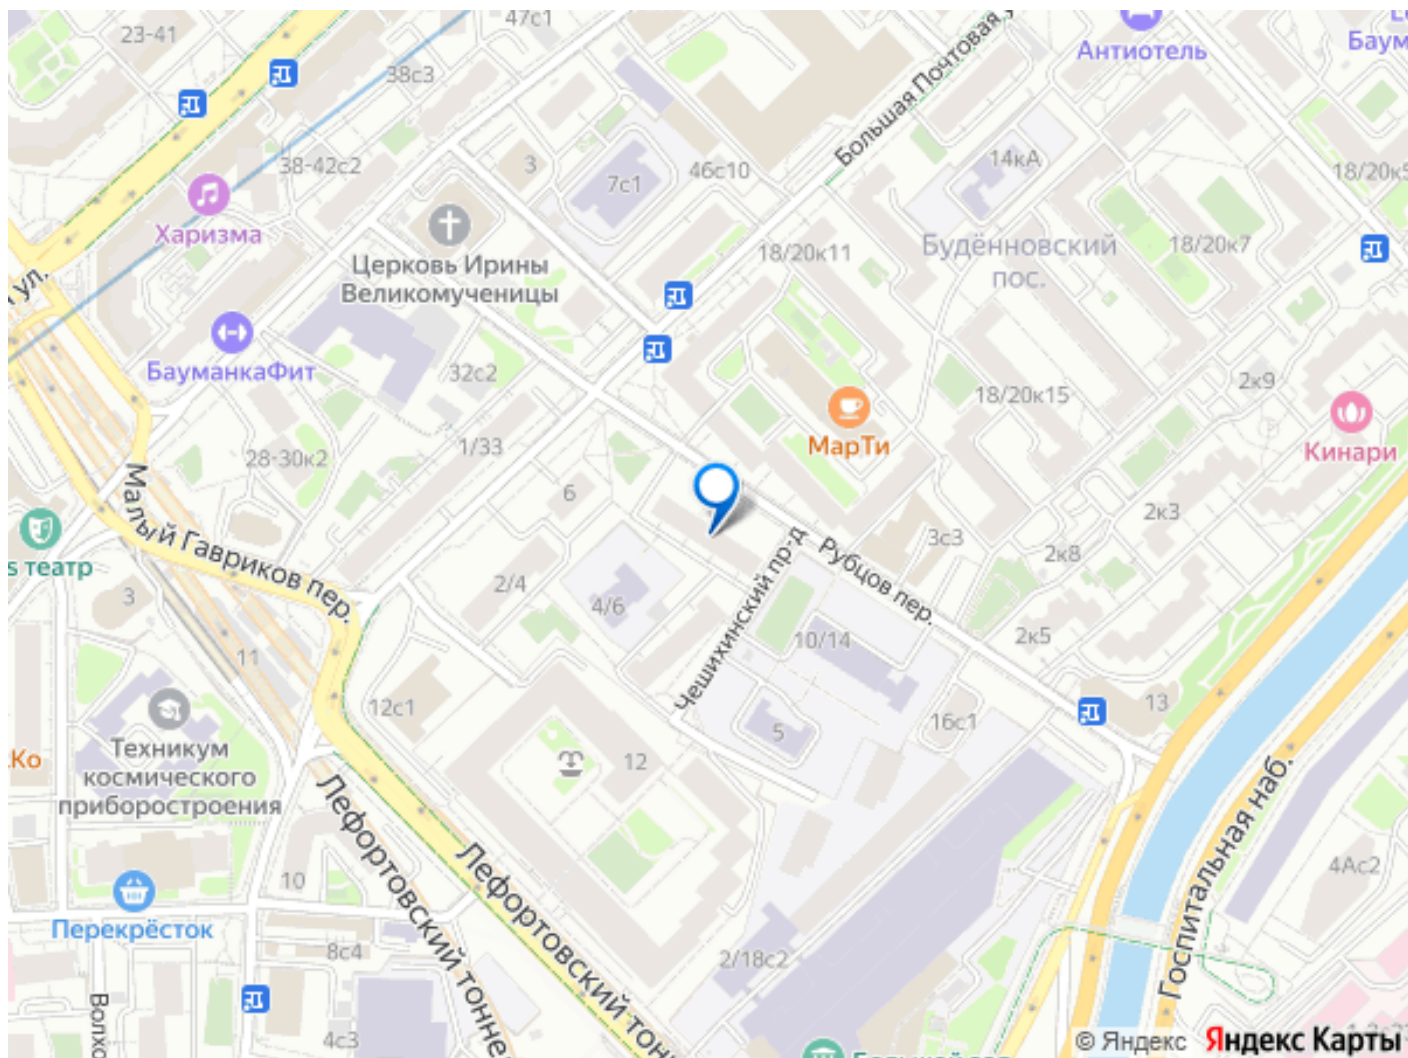 47с1
23-41
Антиотель
Баум
38с3
Большая Почтовая у
38-42с2
3
7с1
46с10
14кА
18/20к5
Харизма
Церковь Ирины
Великомученицы
18/20к11
Будённовский
пос.
18/20к7
ул.
БауманкаФит
32с2
2к9
18/20к15
МарТи
Кинари
1/33
28-30к2
6
Малый Гавриков пер.
s театр
3
2/4
4/6
Чешихинский пр-д
Рубцов пер.
3с3
2к3
2к8
2к5
10/14
11
12с1
Техникум
космического
приборостроения
.Ко
12
5
16с1
13
Лефортовский тоннe
Лефортовский тон
Госпитальная наб.
4Ас2
10
Перекрёсток
8с4
2/18с2
Волхо
4с3
© Яндекс
Яндекс Карты